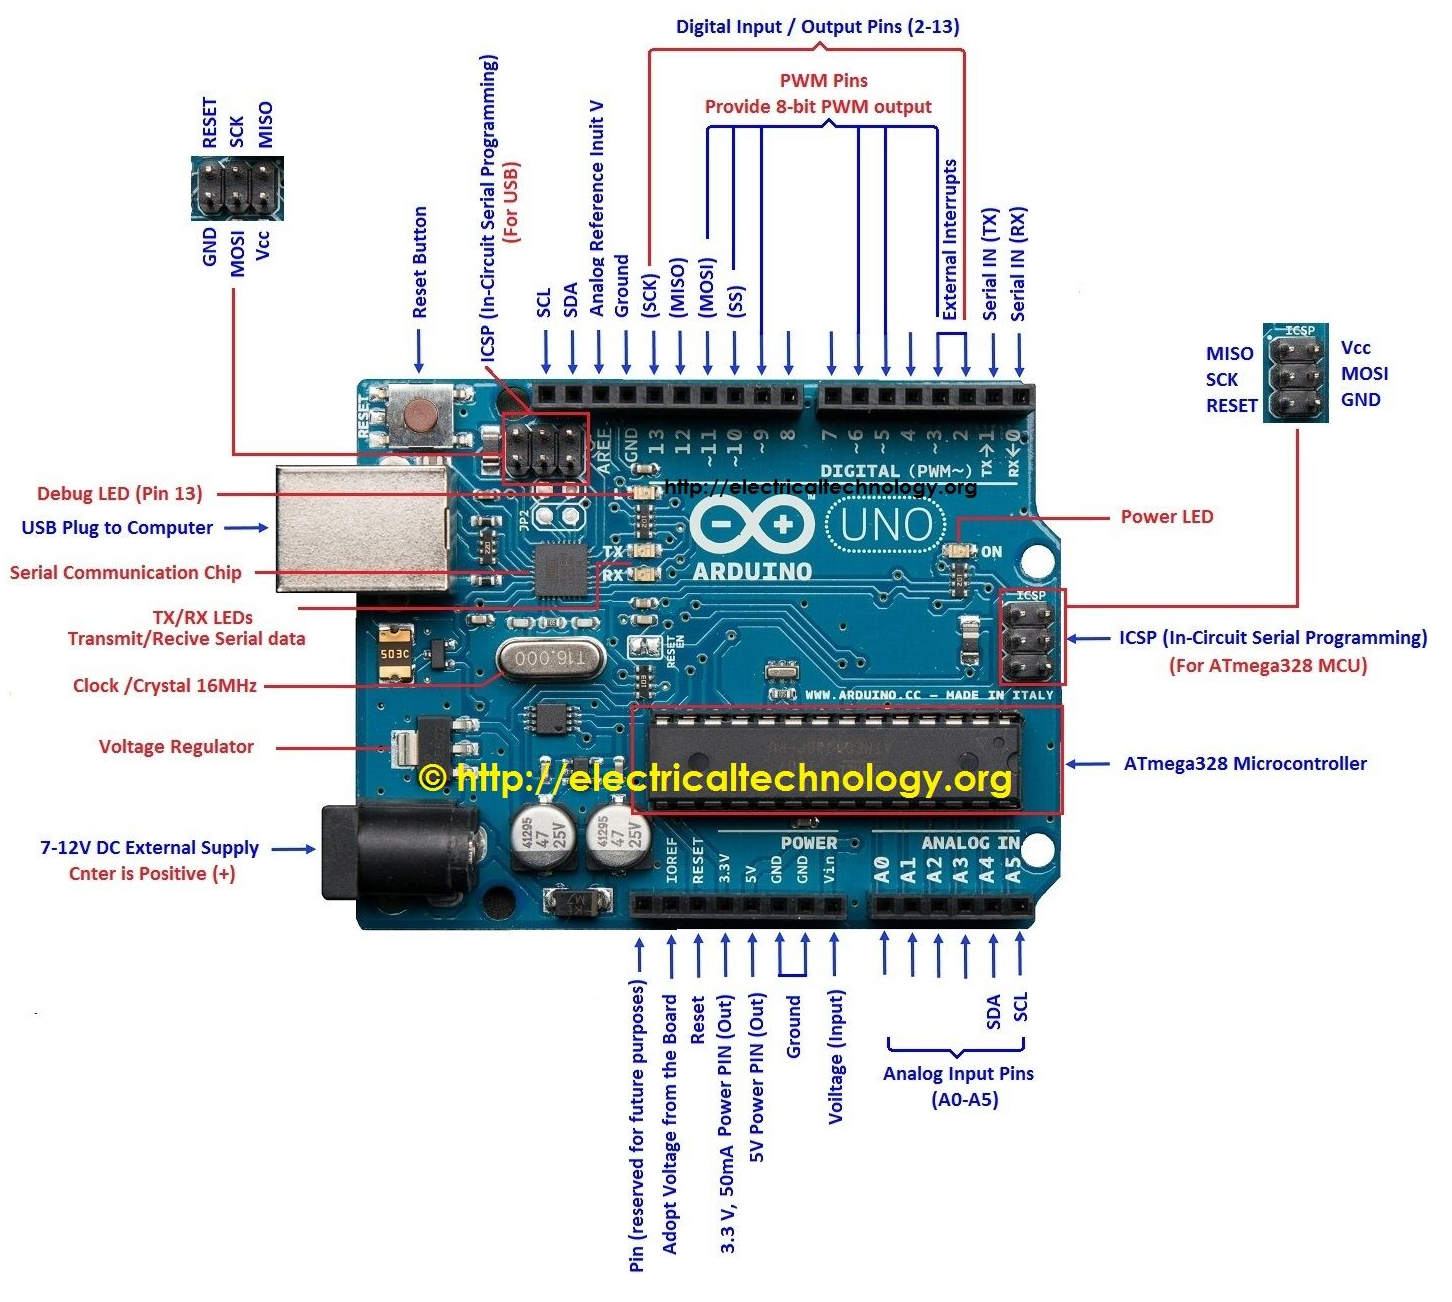 Digital Input / Output Pins (2-13)
PWM Pins
Provide 8-bit PWM output
RESET
SCK
MISO
GND
MOSI
Vcc
Reset Button
ICSP (In-Circuit Serial Programming)
(For USB)
SCL
SDA
Analog Reference Inuit V
Ground
(SCK)
(MISO)
(MOSI)
(SS)
External Interrupts
Serial IN (TX)
Serial IN (RX)
ICSP
MISO
SCK
RESET
Vcc
MOSI
GND
RESET
AREF
GND
13
12
~11
~10
~9
8
7
~6
~5
4
~3
2
TX→1
RX←0
DIGITAL (PWM~)
http://electricaltechnology.org
Debug LED (Pin 13)
USB Plug to Computer
Serial Communication Chip
TX/RX LEDs
Transmit/Recive Serial data
Clock /Crystal 16MHz
Voltage Regulator
7-12V DC External Supply
Cnter is Positive (+)
JP2
L
TX
RX
UNO
ARDUINO
ON
Power LED
ICSP
ICSP (In-Circuit Serial Programming)
(For ATmega328 MCU)
RESET
EN
T16.000
WWW.ARDUINO.CC – MADE IN ITALY
ATmega328 Microcontroller
© http://electricaltechnology.org
41295
47
25V
41295
47
25V
POWER
ANALOG IN
IOREF
RESET
3.3V
5V
GND
GND
Vin
A0
A1
A2
A3
A4
A5
Pin (reserved for future purposes)
Adopt Voltage from the Board
Reset
3.3 V, 50mA Power PIN (Out)
5V Power PIN (Out)
Ground
Voiltage (Input)
SDA
SCL
Analog Input Pins
(A0-A5)